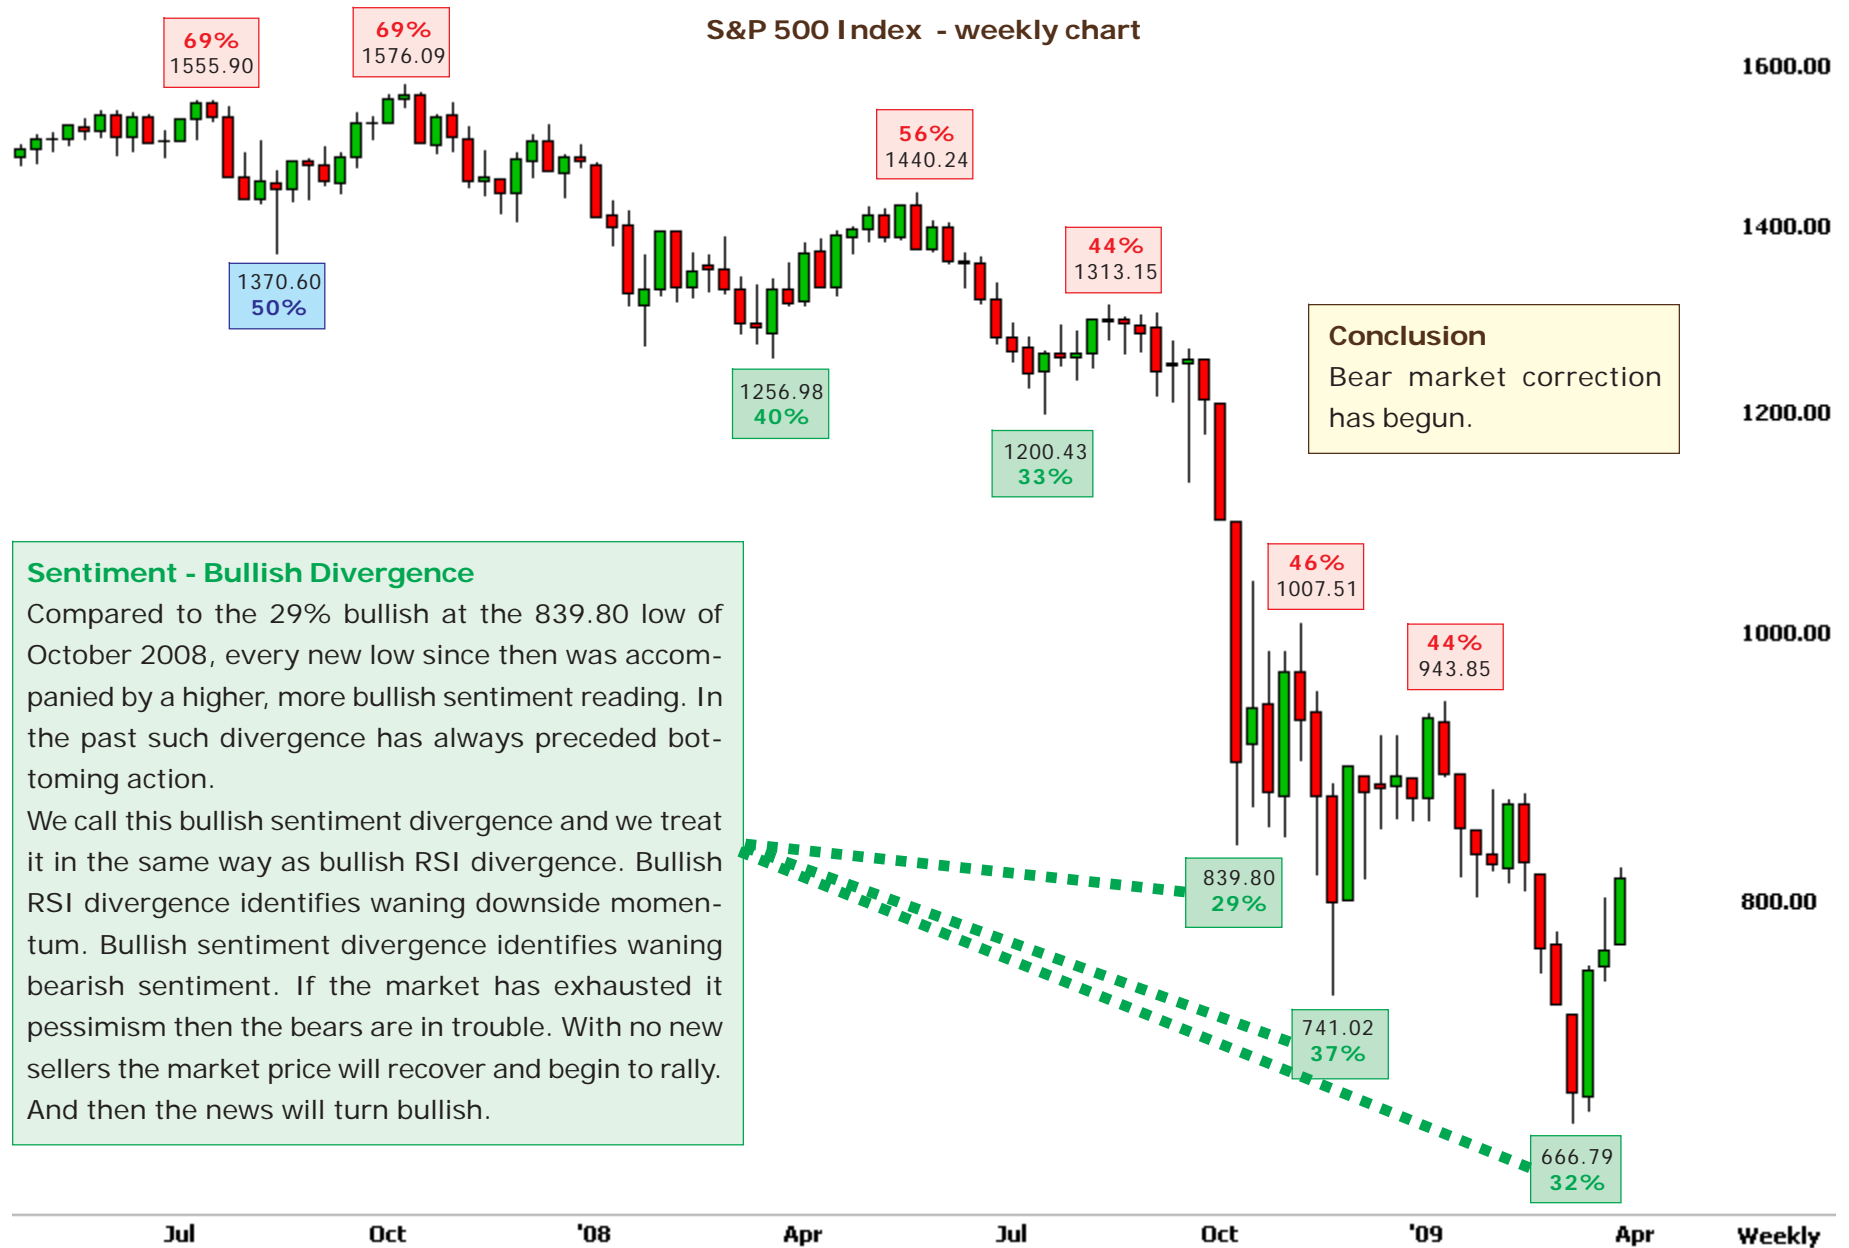 S&P 500 Index - weekly chart
69%
1555.90
69%
1576.09
1600.00
56%
1440.24
1400.00
44%
1313.15
1370.60
50%
Conclusion
Bear market correction
has begun.
1256.98
40%
1200.00
1200.43
33%
46%
1007.51
Sentiment - Bullish Divergence
Compared to the 29% bullish at the 839.80 low of
October 2008, every new low since then was accom-
panied by a higher, more bullish sentiment reading. In
the past such divergence has always preceded bot-
toming action.
We call this bullish sentiment divergence and we treat
it in the same way as bullish RSI divergence. Bullish
RSI divergence identifies waning downside momen-
tum. Bullish sentiment divergence identifies waning
bearish sentiment. If the market has exhausted it
pessimism then the bears are in trouble. With no new
sellers the market price will recover and begin to rally.
And then the news will turn bullish.
1000.00
44%
943.85
839.80
29%
800.00
741.02
37%
666.79
32%
Jul Oct '08 Apr Jul Oct '09 Apr Weekly